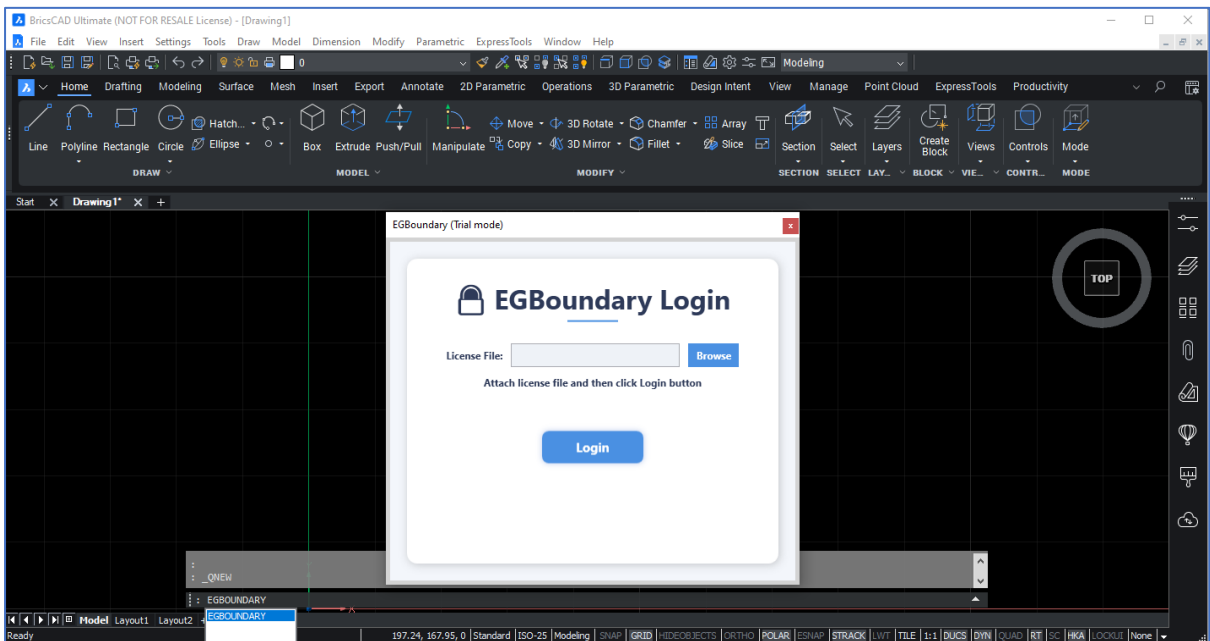 BricsCAD Ultimate (NOT FOR RESALE License) - [Drawing1]
File Edit View Insert Settings Tools Draw Model Dimension Modify Parametric ExpressTools Window Help
0 Modeling
Home Drafting Modeling Surface Mesh Insert Export Annotate 2D Parametric Operations 3D Parametric Design Intent View Manage Point Cloud ExpressTools Productivity
Hatch... Move 3D Rotate Chamfer Array
Line Polyline Rectangle Circle Ellipse Box Extrude Push/Pull Manipulate Copy 3D Mirror Fillet Slice Section Select Layers Create Block Views Controls Mode
DRAW MODEL MODIFY SECTION SELECT LAY... BLOCK VIE... CONTR... MODE
Start Drawing1*
EGBoundary (Trial mode)
TOP
EGBoundary Login
License File: Browse
Attach license file and then click Login button
Login
:
: _QNEW
: EGBOUNDARY
EGBOUNDARY
X
Model Layout1 Layout2
Ready 197.24, 167.95, 0 Standard ISO-25 Modeling SNAP GRID HIDEOBJECTS ORTHO POLAR ESNAP STRACK LWT TILE 1:1 DUCS DYN QUAD RT SC HKA LOCKUI None